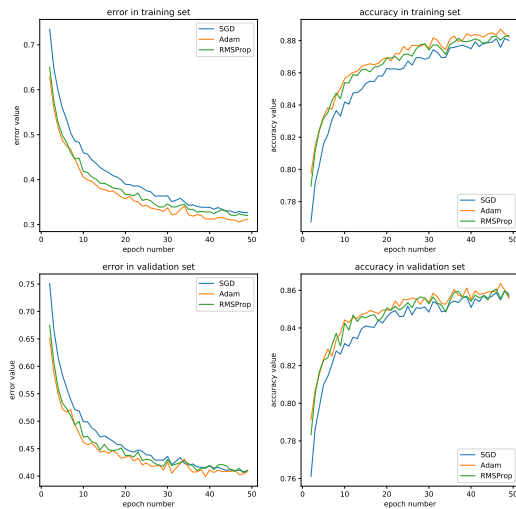 error in training set
0.7
0.6
0.5
0.4
0.3
error value
0 10 20 30 40 50
epoch number
SGD
Adam
RMSProp
accuracy in training set
0.88
0.86
0.84
0.82
0.80
0.78
accuracy value
0 10 20 30 40 50
epoch number
SGD
Adam
RMSProp
error in validation set
0.75
0.70
0.65
0.60
0.55
0.50
0.45
0.40
error value
0 10 20 30 40 50
epoch number
SGD
Adam
RMSProp
accuracy in validation set
0.86
0.84
0.82
0.80
0.78
0.76
accuracy value
0 10 20 30 40 50
epoch number
SGD
Adam
RMSProp